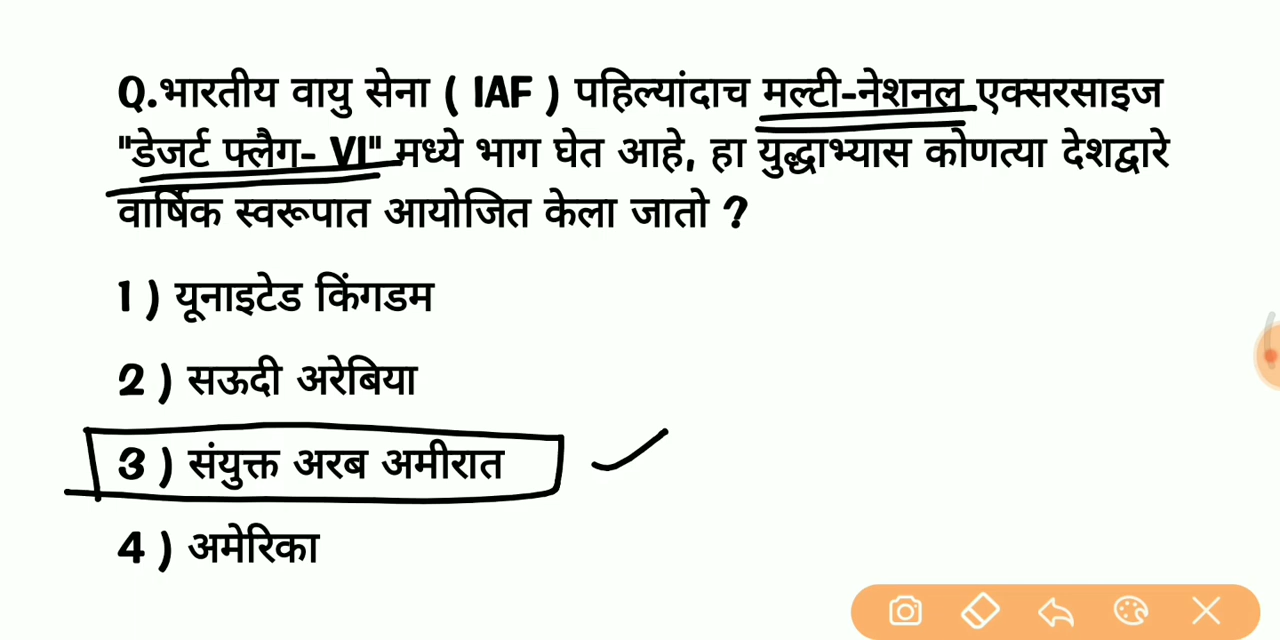 Q.भारतीय वायु सेना ( IAF ) पहिल्यांदाच मल्टी-नेशनल एक्सरसाइज
"डेजर्ट फ्लैग- VI" मध्ये भाग घेत आहे, हा युद्धाभ्यास कोणत्या देशद्वारे
वार्षिक स्वरूपात आयोजित केला जातो ?
1 ) यूनाइटेड किंगडम
2 ) सऊदी अरेबिया
3 ) संयुक्त अरब अमीरात
4 ) अमेरिका